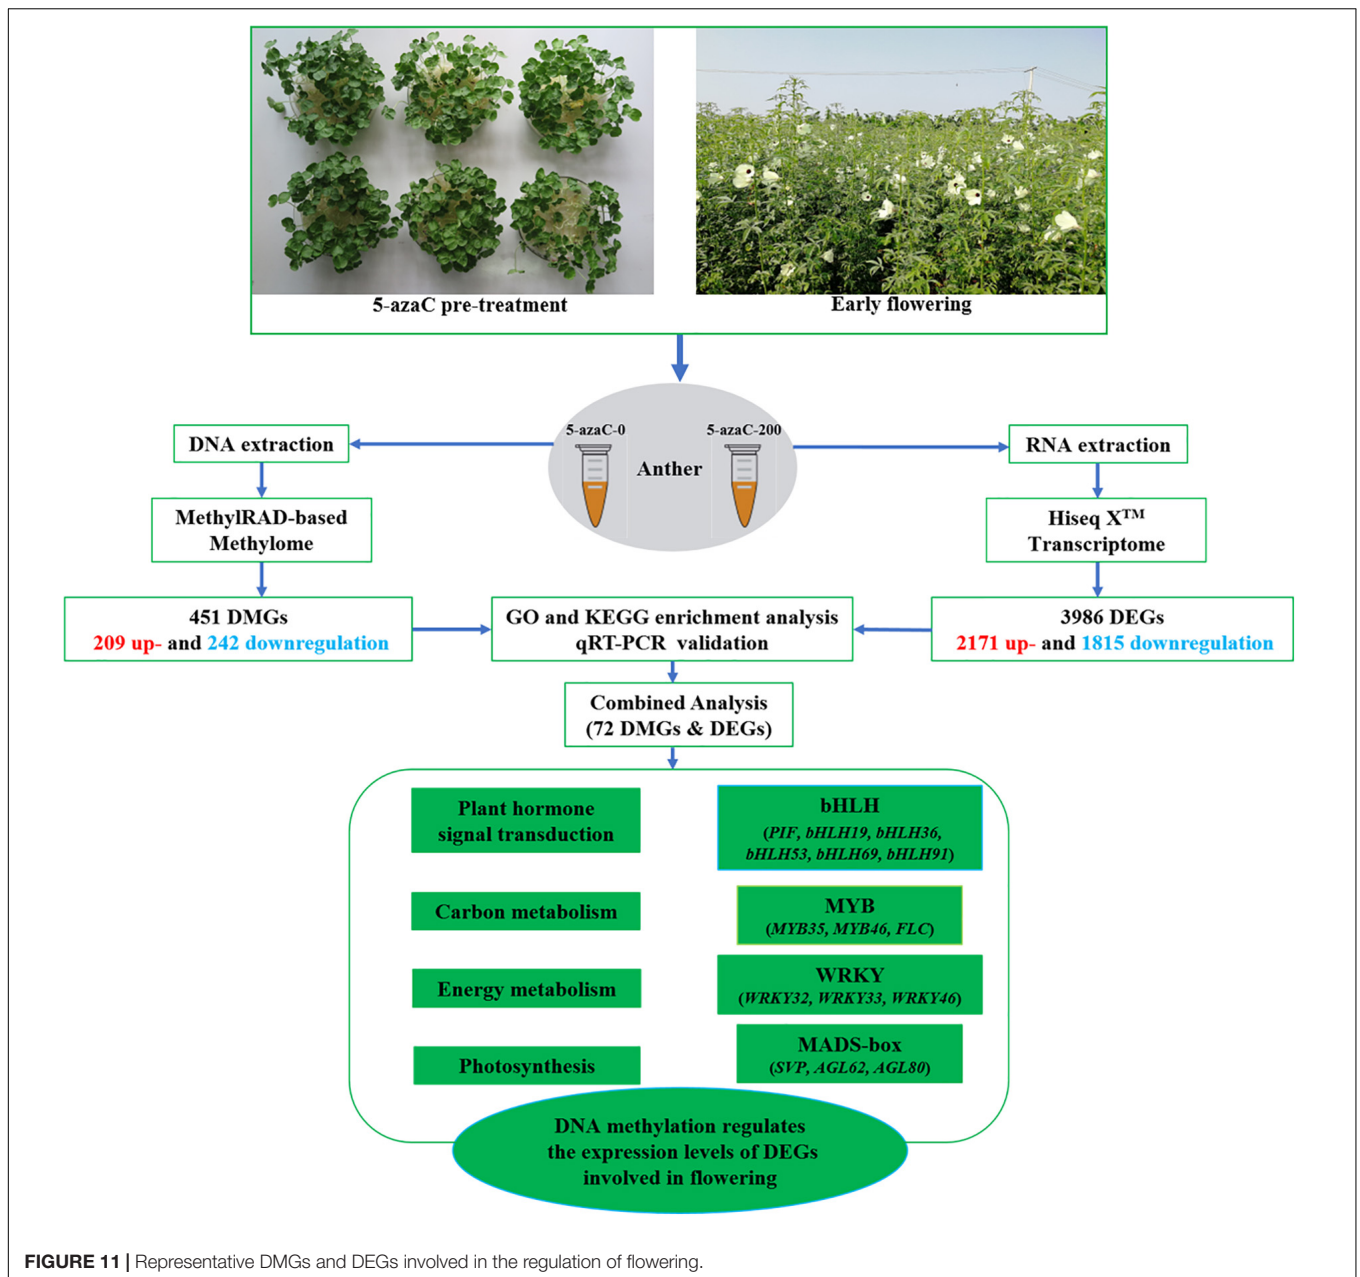 5-azaC pre-treatment
Early flowering
5-azaC-0
5-azaC-200
Anther
DNA extraction
RNA extraction
MethylRAD-based
Methylome
Hiseq X™
Transcriptome
451 DMGs
209 up- and 242 downregulation
GO and KEGG enrichment analysis
qRT-PCR validation
3986 DEGs
2171 up- and 1815 downregulation
Combined Analysis
(72 DMGs & DEGs)
Plant hormone
signal transduction
bHLH
(PIF, bHLH19, bHLH36,
bHLH53, bHLH69, bHLH91)
Carbon metabolism
MYB
(MYB35, MYB46, FLC)
Energy metabolism
WRKY
(WRKY32, WRKY33, WRKY46)
Photosynthesis
MADS-box
(SVP, AGL62, AGL80)
DNA methylation regulates
the expression levels of DEGs
involved in flowering
FIGURE 11 | Representative DMGs and DEGs involved in the regulation of flowering.